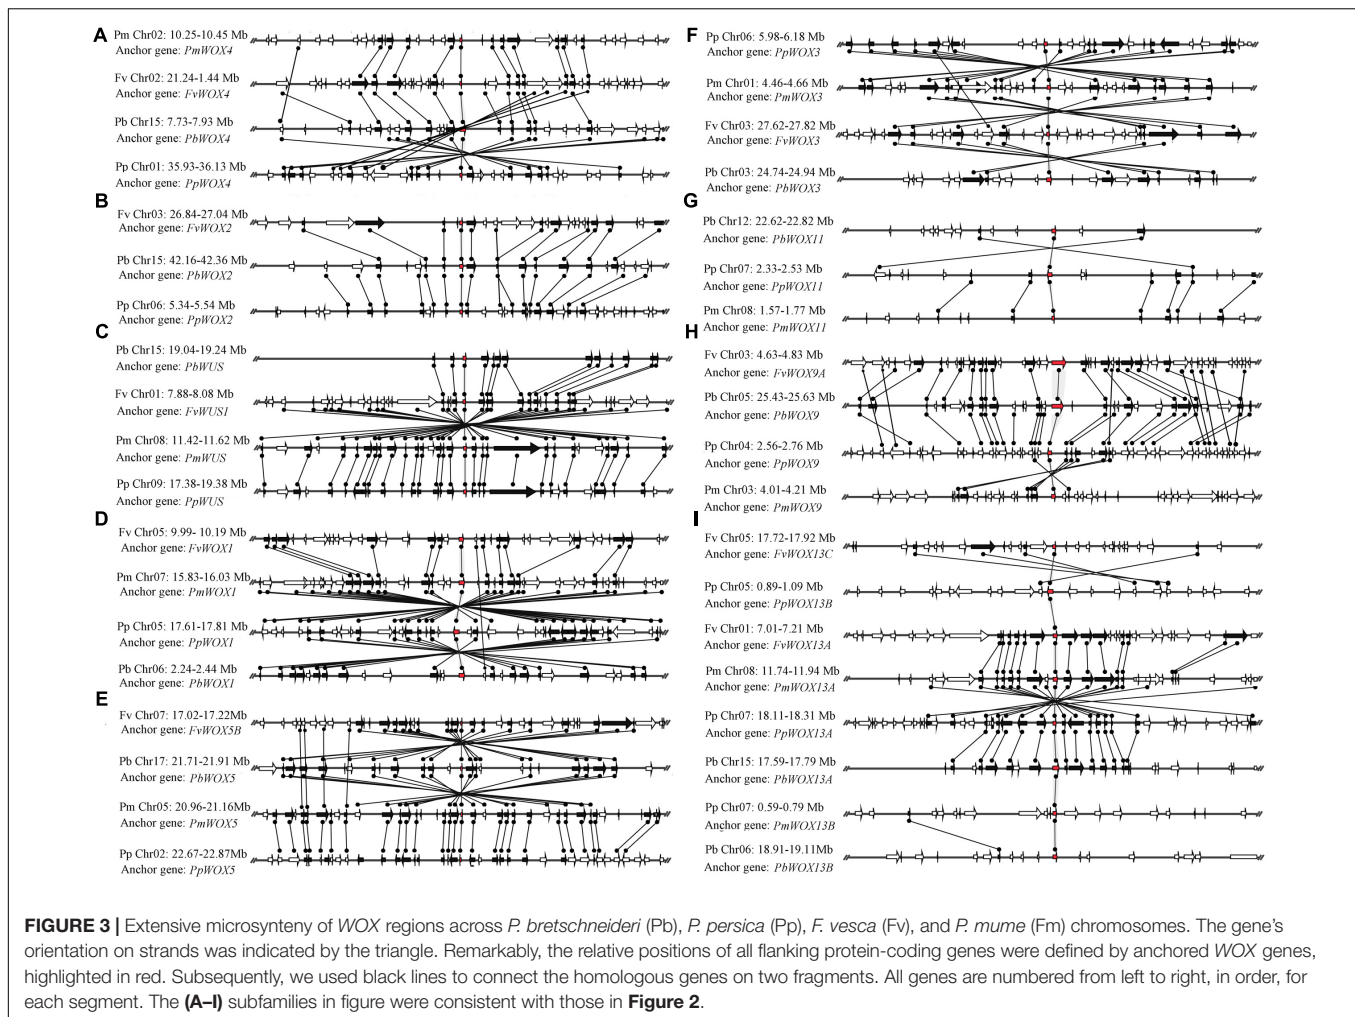 A
Pm Chr02: 10.25-10.45 Mb
Anchor gene: PmWOX4
Fv Chr02: 21.24-1.44 Mb
Anchor gene: FvWOX4
Pb Chr15: 7.73-7.93 Mb
Anchor gene: PbWOX4
Pp Chr01: 35.93-36.13 Mb
Anchor gene: PpWOX4
B
Fv Chr03: 26.84-27.04 Mb
Anchor gene: FvWOX2
Pb Chr15: 42.16-42.36 Mb
Anchor gene: PbWOX2
Pp Chr06: 5.34-5.54 Mb
Anchor gene: PpWOX2
C
Pb Chr15: 19.04-19.24 Mb
Anchor gene: PbWUS
Fv Chr01: 7.88-8.08 Mb
Anchor gene: FvWUS1
Pm Chr08: 11.42-11.62 Mb
Anchor gene: PmWUS
Pp Chr09: 17.38-19.38 Mb
Anchor gene: PpWUS
D
Fv Chr05: 9.99- 10.19 Mb
Anchor gene: FvWOX1
Pm Chr07: 15.83-16.03 Mb
Anchor gene: PmWOX1
Pp Chr05: 17.61-17.81 Mb
Anchor gene: PpWOX1
Pb Chr06: 2.24-2.44 Mb
Anchor gene: PbWOX1
E
Fv Chr07: 17.02-17.22Mb
Anchor gene: FvWOX5B
Pb Chr17: 21.71-21.91 Mb
Anchor gene: PbWOX5
Pm Chr05: 20.96-21.16Mb
Anchor gene: PmWOX5
Pp Chr02: 22.67-22.87Mb
Anchor gene: PpWOX5
F
Pp Chr06: 5.98-6.18 Mb
Anchor gene: PpWOX3
Pm Chr01: 4.46-4.66 Mb
Anchor gene: PmWOX3
Fv Chr03: 27.62-27.82 Mb
Anchor gene: FvWOX3
Pb Chr03: 24.74-24.94 Mb
Anchor gene: PbWOX3
G
Pb Chr12: 22.62-22.82 Mb
Anchor gene: PbWOX11
Pp Chr07: 2.33-2.53 Mb
Anchor gene: PpWOX11
Pm Chr08: 1.57-1.77 Mb
Anchor gene: PmWOX11
H
Fv Chr03: 4.63-4.83 Mb
Anchor gene: FvWOX9A
Pb Chr05: 25.43-25.63 Mb
Anchor gene: PbWOX9
Pp Chr04: 2.56-2.76 Mb
Anchor gene: PpWOX9
Pm Chr03: 4.01-4.21 Mb
Anchor gene: PmWOX9
I
Fv Chr05: 17.72-17.92 Mb
Anchor gene: FvWOX13C
Pp Chr05: 0.89-1.09 Mb
Anchor gene: PpWOX13B
Fv Chr01: 7.01-7.21 Mb
Anchor gene: FvWOX13A
Pm Chr08: 11.74-11.94 Mb
Anchor gene: PmWOX13A
Pp Chr07: 18.11-18.31 Mb
Anchor gene: PpWOX13A
Pb Chr15: 17.59-17.79 Mb
Anchor gene: PbWOX13A
Pp Chr07: 0.59-0.79 Mb
Anchor gene: PmWOX13B
Pb Chr06: 18.91-19.11Mb
Anchor gene: PbWOX13B
FIGURE 3 | Extensive microsynteny of WOX regions across P. bretschneideri (Pb), P. persica (Pp), F. vesca (Fv), and P. mume (Fm) chromosomes. The gene's
orientation on strands was indicated by the triangle. Remarkably, the relative positions of all flanking protein-coding genes were defined by anchored WOX genes,
highlighted in red. Subsequently, we used black lines to connect the homologous genes on two fragments. All genes are numbered from left to right, in order, for
each segment. The (A–I) subfamilies in figure were consistent with those in Figure 2.